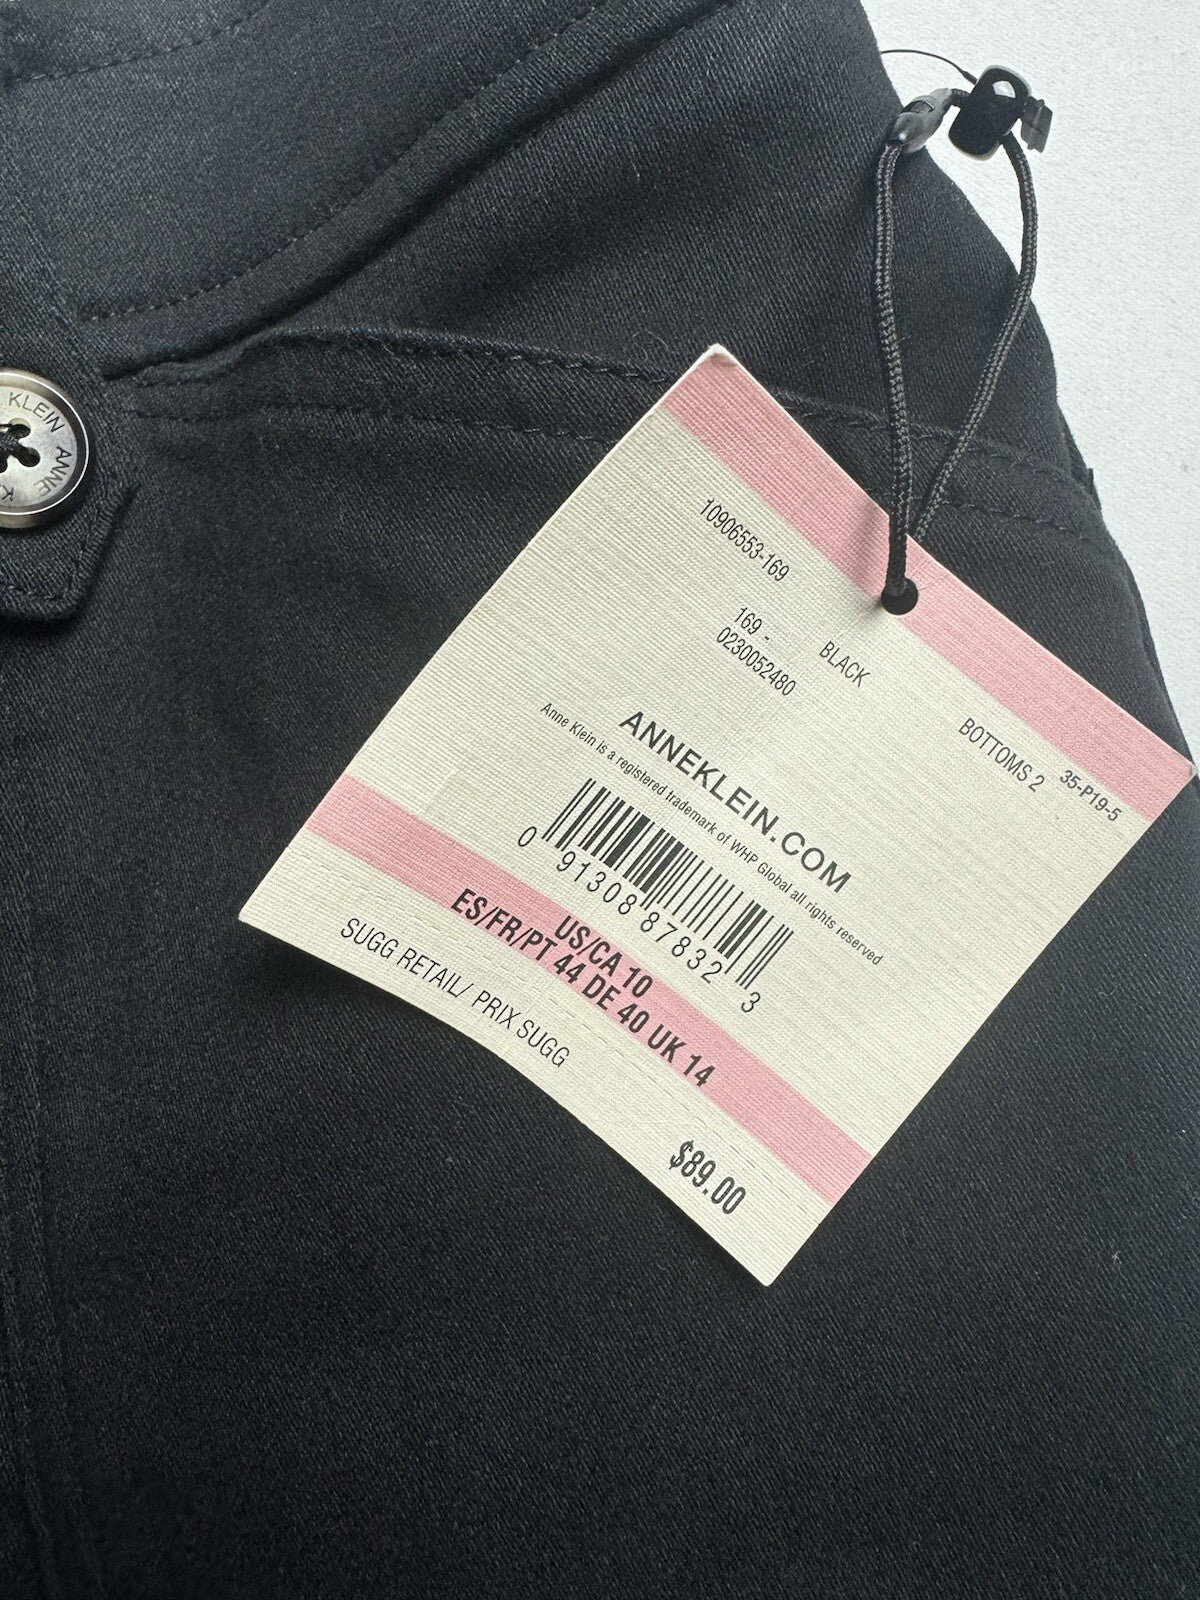 KLEIN ANNE K
10906553-169
169 - BLACK
0230052480
BOTTOMS 2 35-P19-5
ANNEKLEIN.COM
Anne Klein is a registered trademark of WHP Global all rights reserved
0 91308 87832 3
US/CA 10
ES/FR/PT 44 DE 40 UK 14
SUGG RETAIL/ PRIX SUGG
$89.00